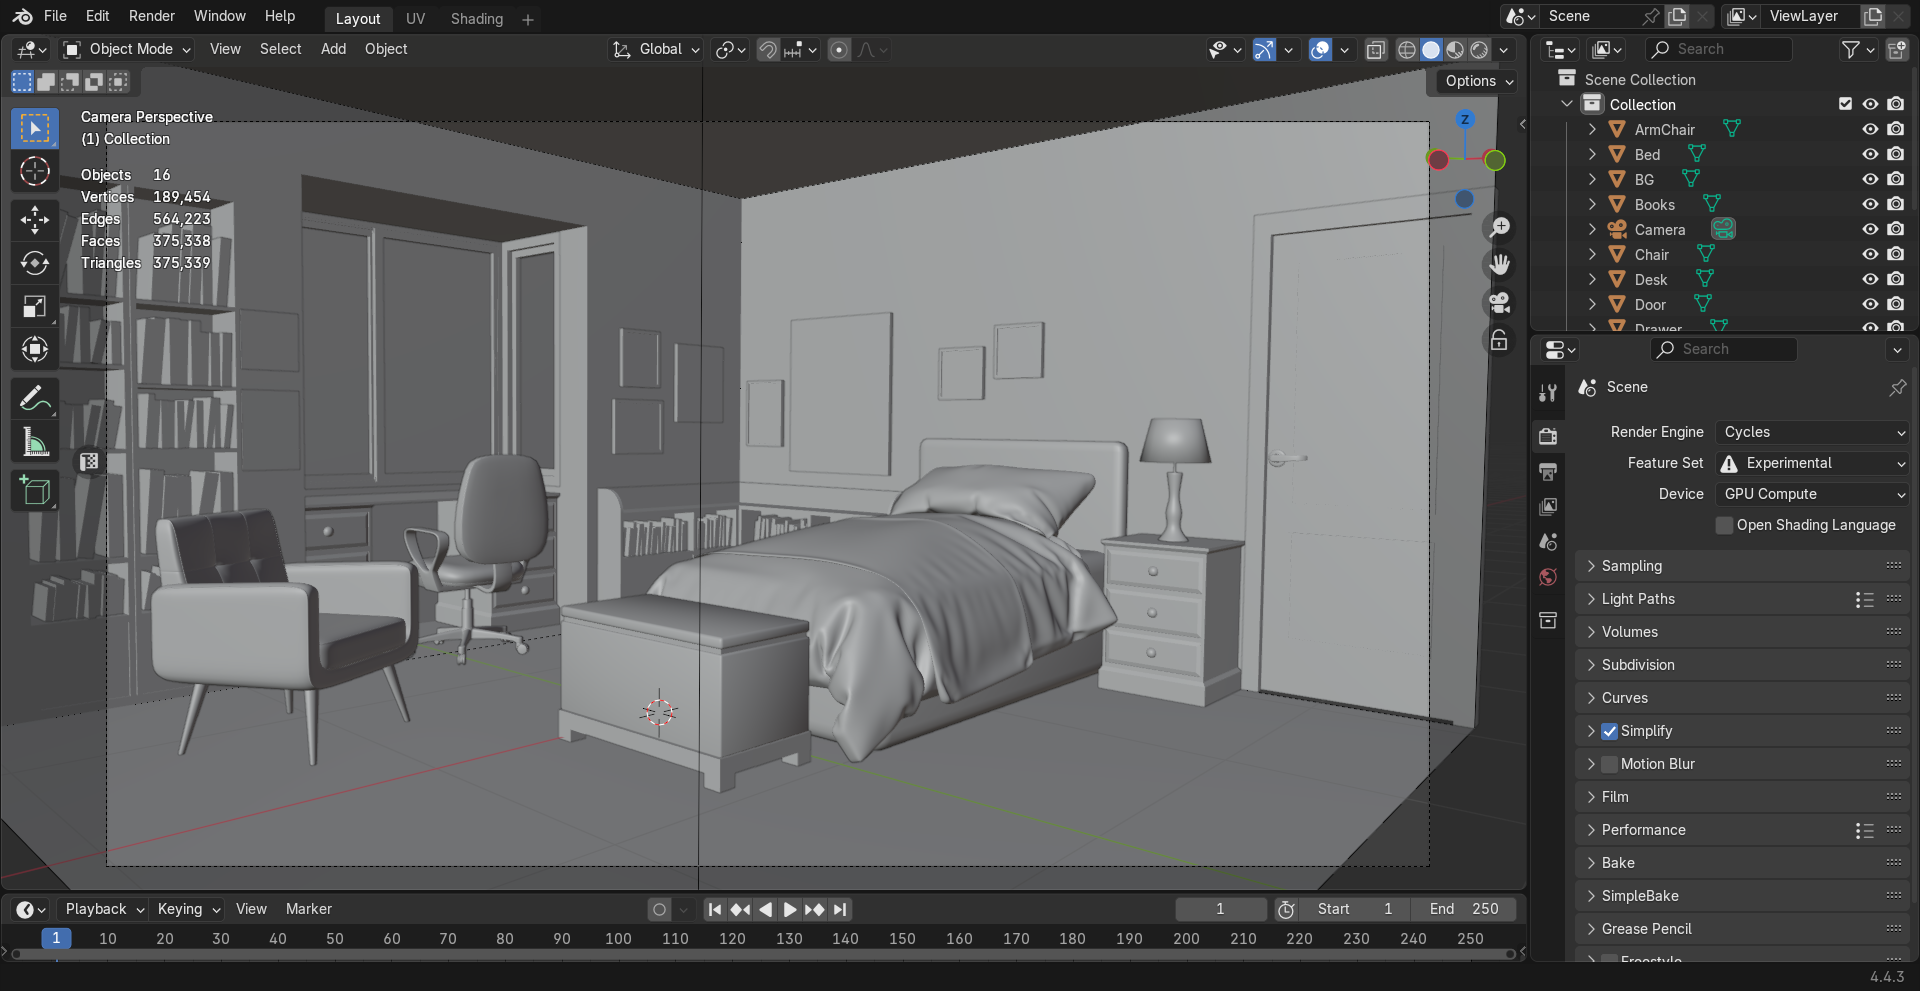 File Edit Render Window Help Layout UV Shading + Scene ViewLayer
Object Mode View Select Add Object Global Search
Options
Camera Perspective
(1) Collection
Objects 16
Vertices 189,454
Edges 564,223
Faces 375,338
Triangles 375,339
Z
Scene Collection
Collection
ArmChair
Bed
BG
Books
Camera
Chair
Desk
Door
Drawer
Search
Scene
Render Engine Cycles
Feature Set Experimental
Device GPU Compute
Open Shading Language
Sampling
Light Paths
Volumes
Subdivision
Curves
Simplify
Motion Blur
Film
Performance
Bake
SimpleBake
Grease Pencil
Freestyle
Playback Keying View Marker 1 Start 1 End 250
1 10 20 30 40 50 60 70 80 90 100 110 120 130 140 150 160 170 180 190 200 210 220 230 240 250
4.4.3